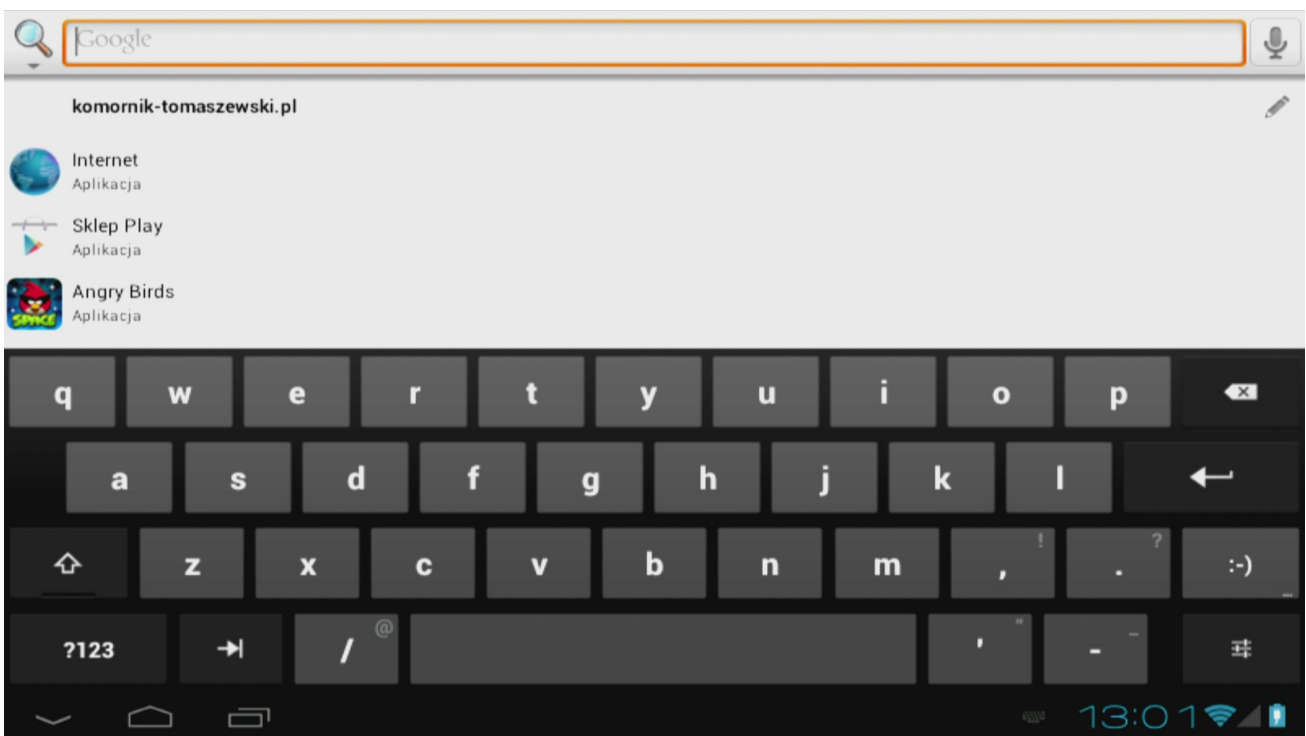 Google
komornik-tomaszewski.pl
Internet
Aplikacja
Sklep Play
Aplikacja
Angry Birds
Aplikacja
SPACE
q w e r t y u i o p
a s d f g h j k l
! ?
z x c v b n m , . :-)
...
@ " _
?123 / ' -
13:01